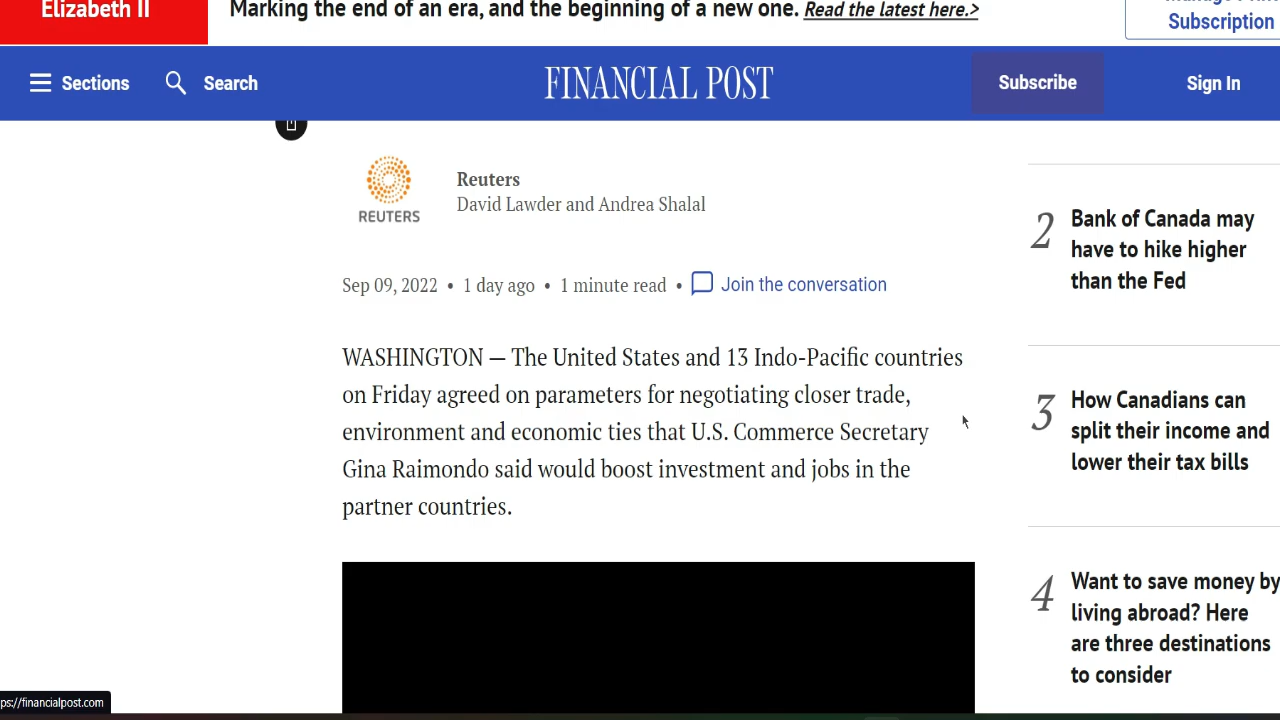 Elizabeth II
Marking the end of an era, and the beginning of a new one. Read the latest here.>
Subscription
Sections
Search
FINANCIAL POST
Subscribe
Sign In
REUTERS
Reuters
David Lawder and Andrea Shalal
Sep 09, 2022 • 1 day ago • 1 minute read • Join the conversation
WASHINGTON — The United States and 13 Indo-Pacific countries
on Friday agreed on parameters for negotiating closer trade,
environment and economic ties that U.S. Commerce Secretary
Gina Raimondo said would boost investment and jobs in the
partner countries.
2
Bank of Canada may
have to hike higher
than the Fed
3
How Canadians can
split their income and
lower their tax bills
4
Want to save money by
living abroad? Here
are three destinations
to consider
ps://financialpost.com